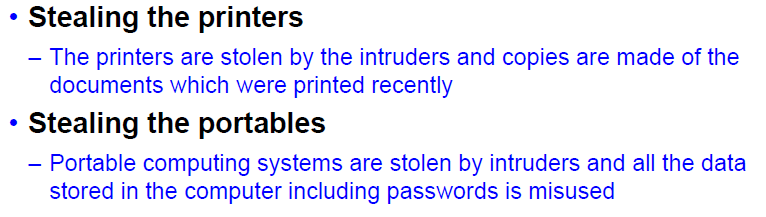 • Stealing the printers
– The printers are stolen by the intruders and copies are made of the
documents which were printed recently
• Stealing the portables
– Portable computing systems are stolen by intruders and all the data
stored in the computer including passwords is misused